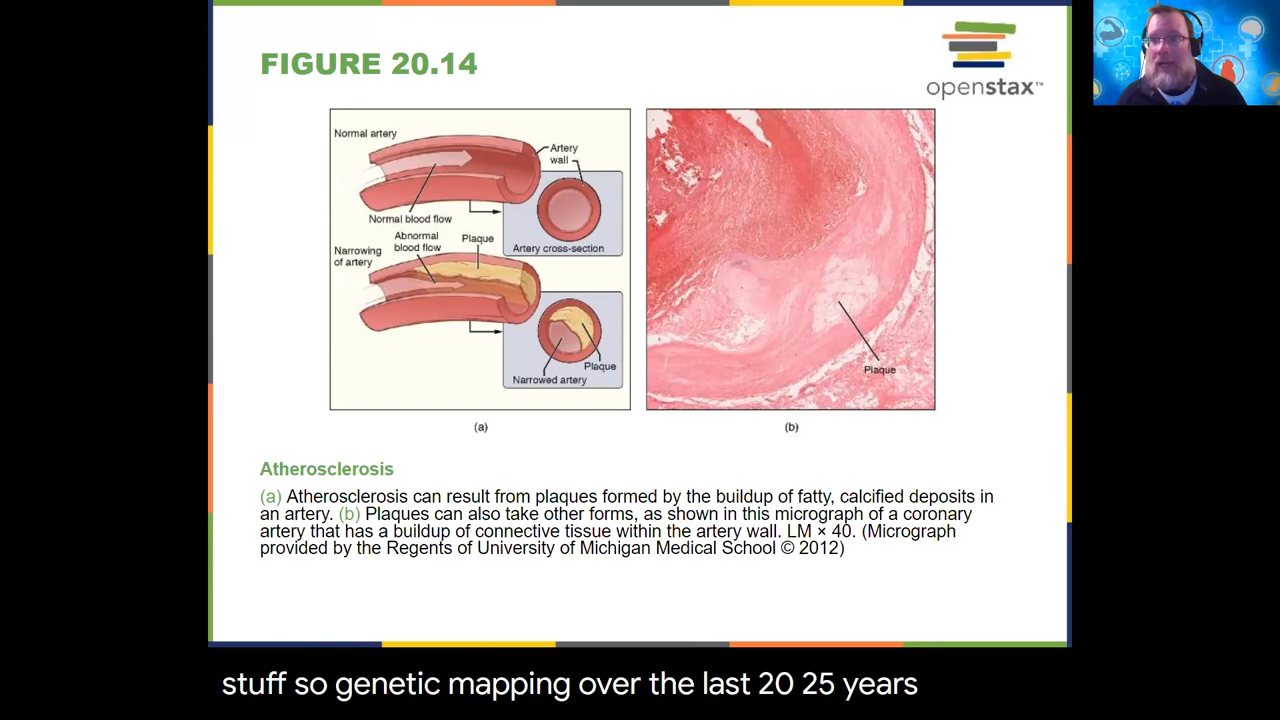 FIGURE 20.14
openstax™
Normal artery
Artery
wall
Normal blood flow
Artery cross-section
Abnormal
blood flow
Plaque
Narrowing
of artery
Plaque
Narrowed artery
Plaque
(a)
(b)
Atherosclerosis
(a) Atherosclerosis can result from plaques formed by the buildup of fatty, calcified deposits in
an artery. (b) Plaques can also take other forms, as shown in this micrograph of a coronary
artery that has a buildup of connective tissue within the artery wall. LM × 40. (Micrograph
provided by the Regents of University of Michigan Medical School © 2012)
stuff so genetic mapping over the last 20 25 years